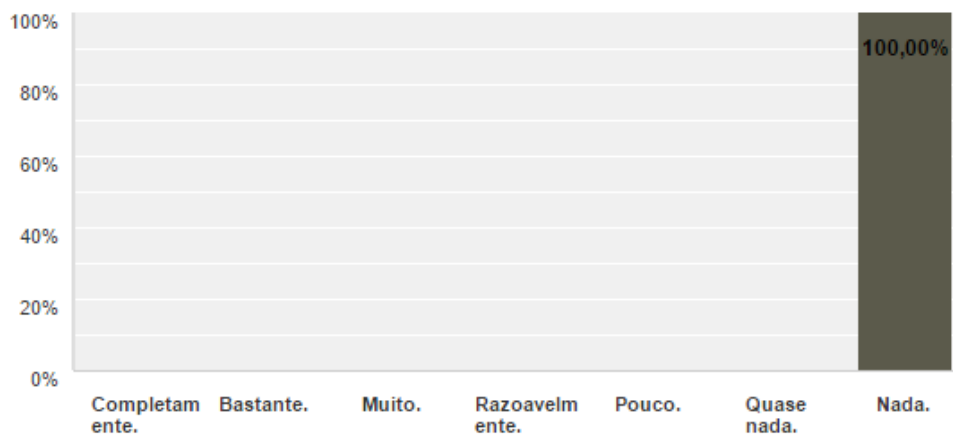 100%
80%
60%
40%
20%
0%
100,00%
Completam
ente.
Bastante.
Muito.
Razoavelm
ente.
Pouco.
Quase
nada.
Nada.